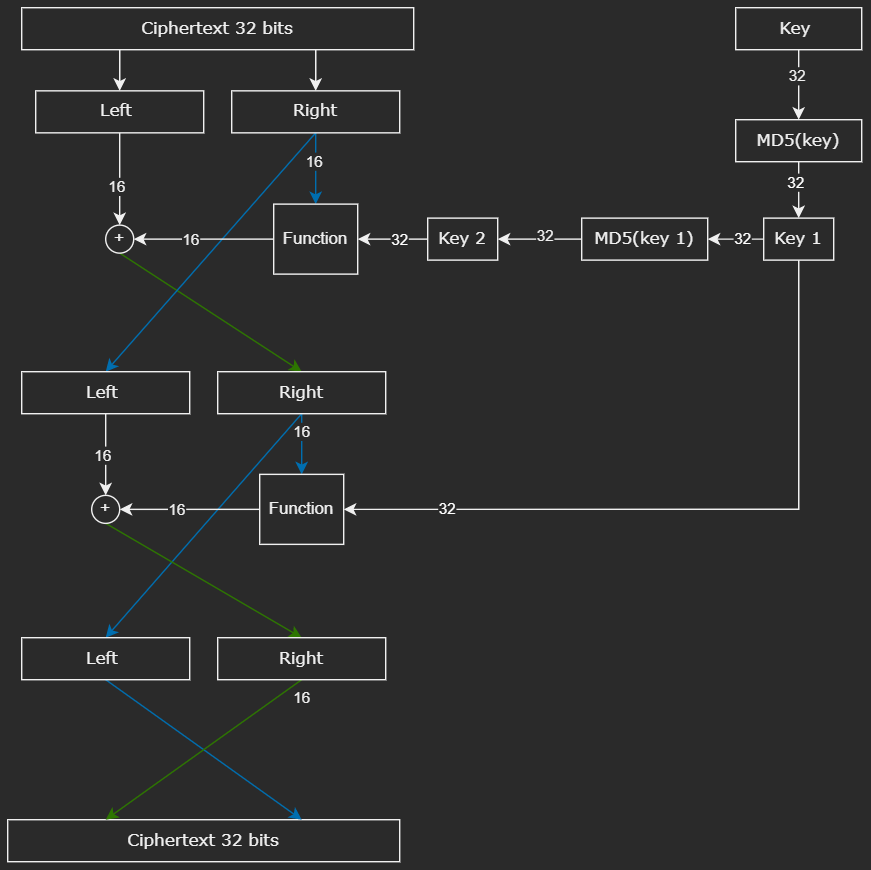 Ciphertext 32 bits
Key
32
Left
Right
MD5(key)
16
16
32
+
16
Function
32
Key 2
32
MD5(key 1)
32
Key 1
Left
Right
16
16
+
16
Function
32
Left
Right
16
Ciphertext 32 bits